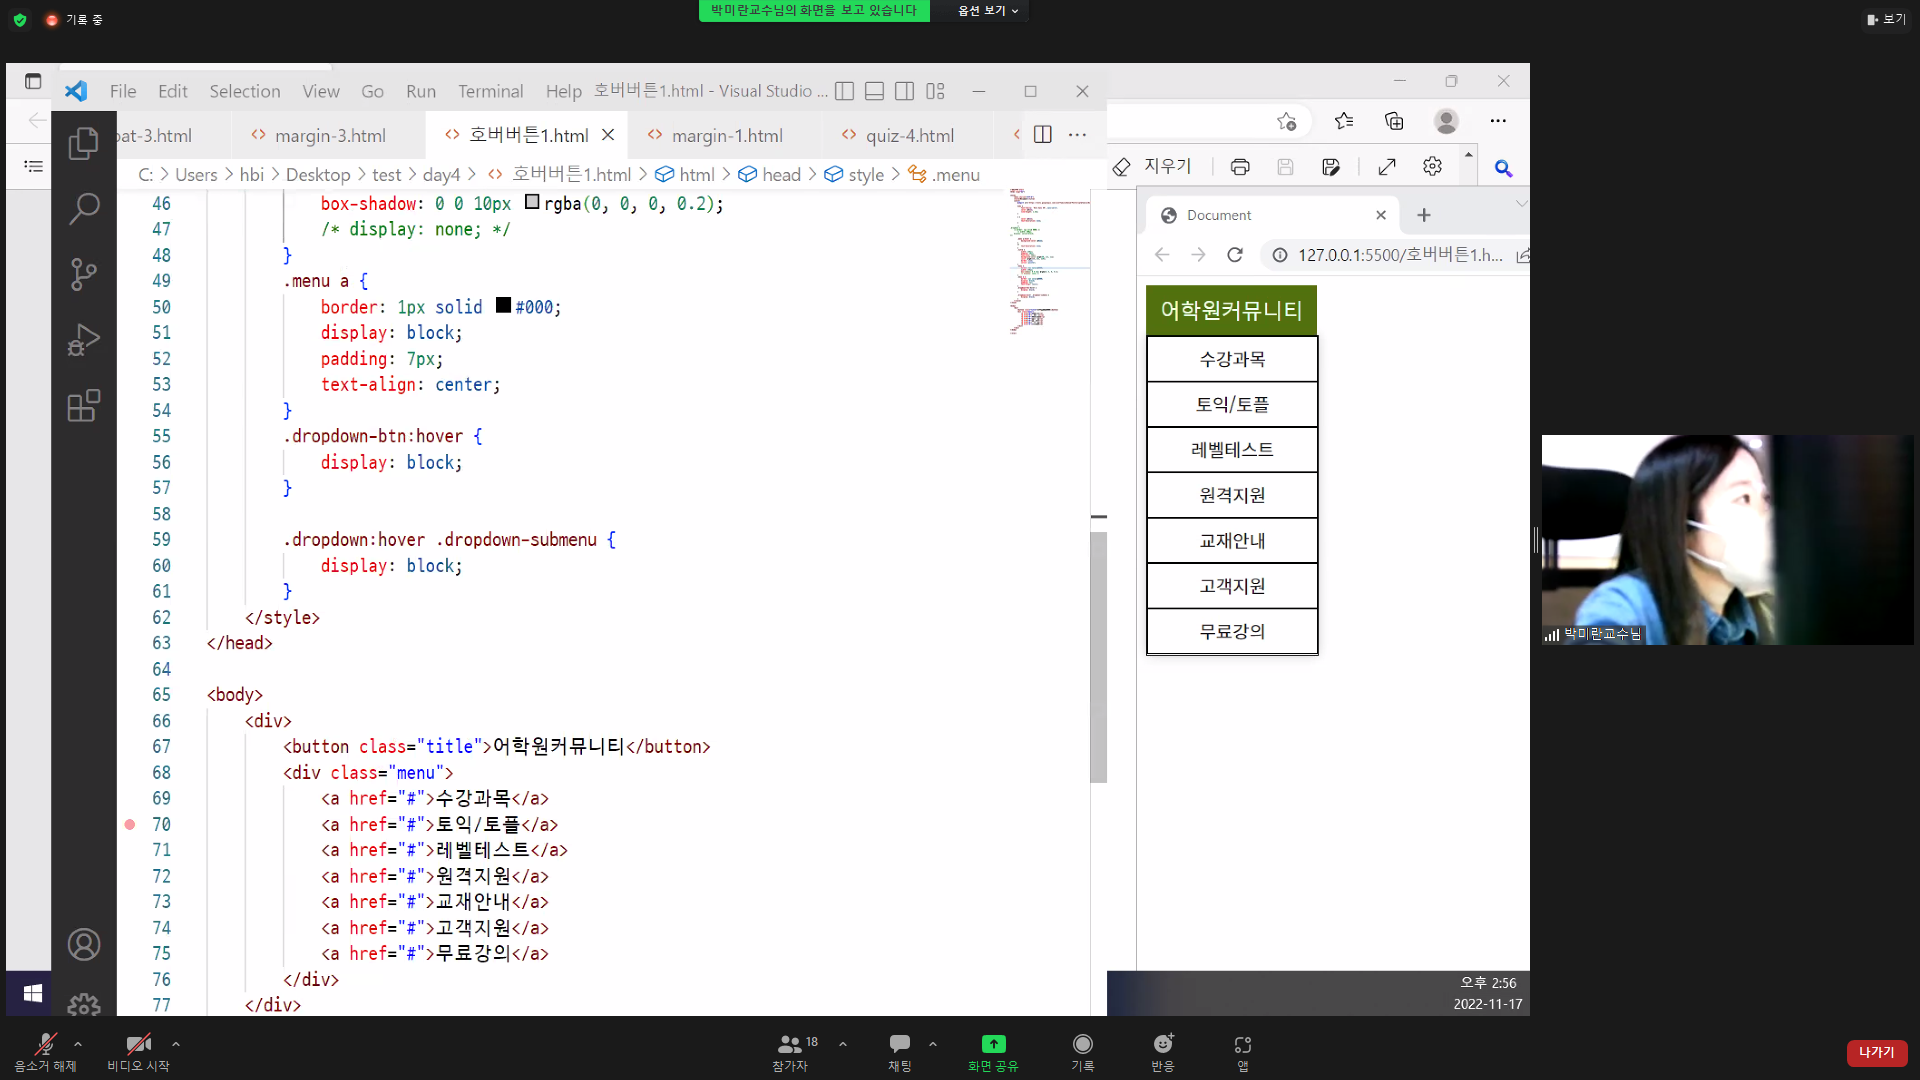 기록 중
박미란교수님의 화면을 보고 있습니다
옵션 보기
보기
File Edit Selection View Go Run Terminal Help 호버버튼1.html - Visual Studio ...
pat-3.html
margin-3.html
호버버튼1.html
margin-1.html
quiz-4.html
C: > Users > hbi > Desktop > test > day4 > 호버버튼1.html > html > head > style > .menu
46 box-shadow: 0 0 10px rgba(0, 0, 0, 0.2);
47 /* display: none; */
48 }
49 .menu a {
50 border: 1px solid #000;
51 display: block;
52 padding: 7px;
53 text-align: center;
54 }
55 .dropdown-btn:hover {
56 display: block;
57 }
58
59 .dropdown:hover .dropdown-submenu {
60 display: block;
61 }
62 </style>
63 </head>
64
65 <body>
66 <div>
67 <button class="title">어학원커뮤니티</button>
68 <div class="menu">
69 <a href="#">수강과목</a>
70 <a href="#">토익/토플</a>
71 <a href="#">레벨테스트</a>
72 <a href="#">원격지원</a>
73 <a href="#">교재안내</a>
74 <a href="#">고객지원</a>
75 <a href="#">무료강의</a>
76 </div>
77 </div>
지우기
Document
127.0.0.1:5500/호버버튼1.h...
어학원커뮤니티
수강과목
토익/토플
레벨테스트
원격지원
교재안내
고객지원
무료강의
오후 2:56
2022-11-17
박미란교수님
음소거 해제
비디오 시작
18
참가자
채팅
화면 공유
기록
반응
앱
나가기